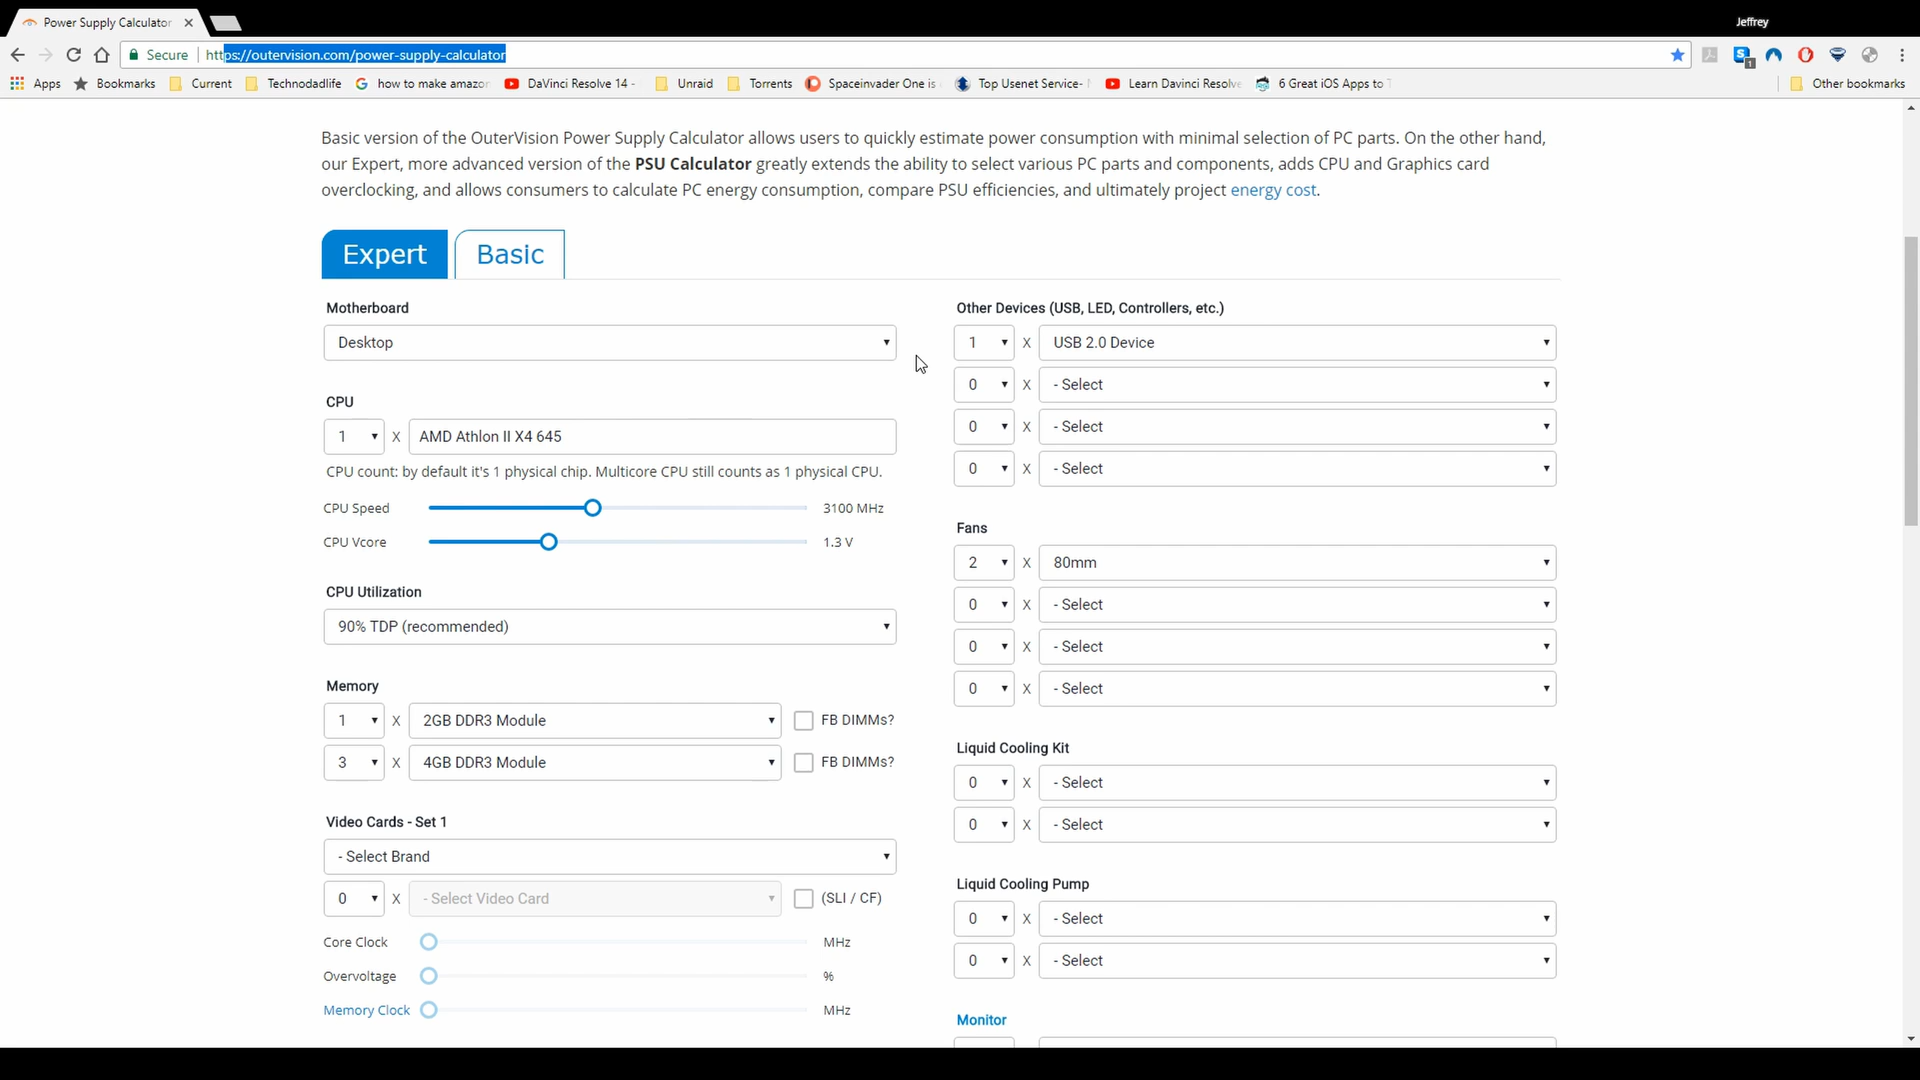 Power Supply Calculator
Jeffrey
Secure
https://outervision.com/power-supply-calculator
1
Apps
Bookmarks
Current
Technodadlife
how to make amazon
DaVinci Resolve 14 -
Unraid
Torrents
Spaceinvader One is
Top Usenet Service-
Learn Davinci Resolve
6 Great iOS Apps to
Other bookmarks
Basic version of the OuterVision Power Supply Calculator allows users to quickly estimate power consumption with minimal selection of PC parts. On the other hand,
our Expert, more advanced version of the PSU Calculator greatly extends the ability to select various PC parts and components, adds CPU and Graphics card
overclocking, and allows consumers to calculate PC energy consumption, compare PSU efficiencies, and ultimately project energy cost.
Expert
Basic
Motherboard
Desktop
CPU
1 X AMD Athlon II X4 645
CPU count: by default it's 1 physical chip. Multicore CPU still counts as 1 physical CPU.
CPU Speed 3100 MHz
CPU Vcore 1.3 V
CPU Utilization
90% TDP (recommended)
Memory
1 X 2GB DDR3 Module FB DIMMs?
3 X 4GB DDR3 Module FB DIMMs?
Video Cards - Set 1
- Select Brand
0 X - Select Video Card (SLI / CF)
Core Clock MHz
Overvoltage %
Memory Clock MHz
Other Devices (USB, LED, Controllers, etc.)
1 X USB 2.0 Device
0 X - Select
0 X - Select
0 X - Select
Fans
2 X 80mm
0 X - Select
0 X - Select
0 X - Select
Liquid Cooling Kit
0 X - Select
0 X - Select
Liquid Cooling Pump
0 X - Select
0 X - Select
Monitor